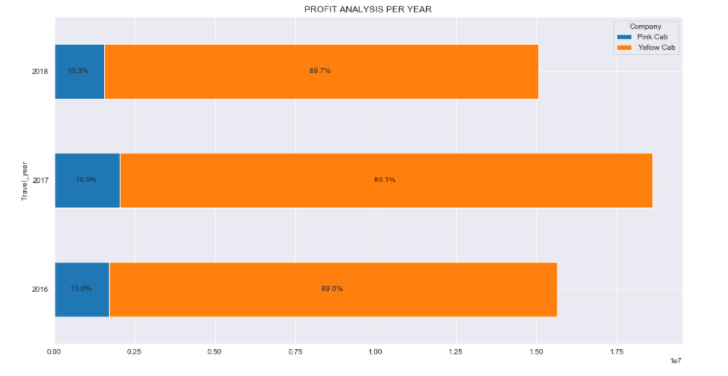 PROFIT ANALYSIS PER YEAR
Company
Pink Cab
Yellow Cab
2018
10.3%
89.7%
Travel_year
2017
10.9%
89.1%
2016
11.0%
89.0%
0.00 0.25 0.50 0.75 1.00 1.25 1.50 1.75
1e7